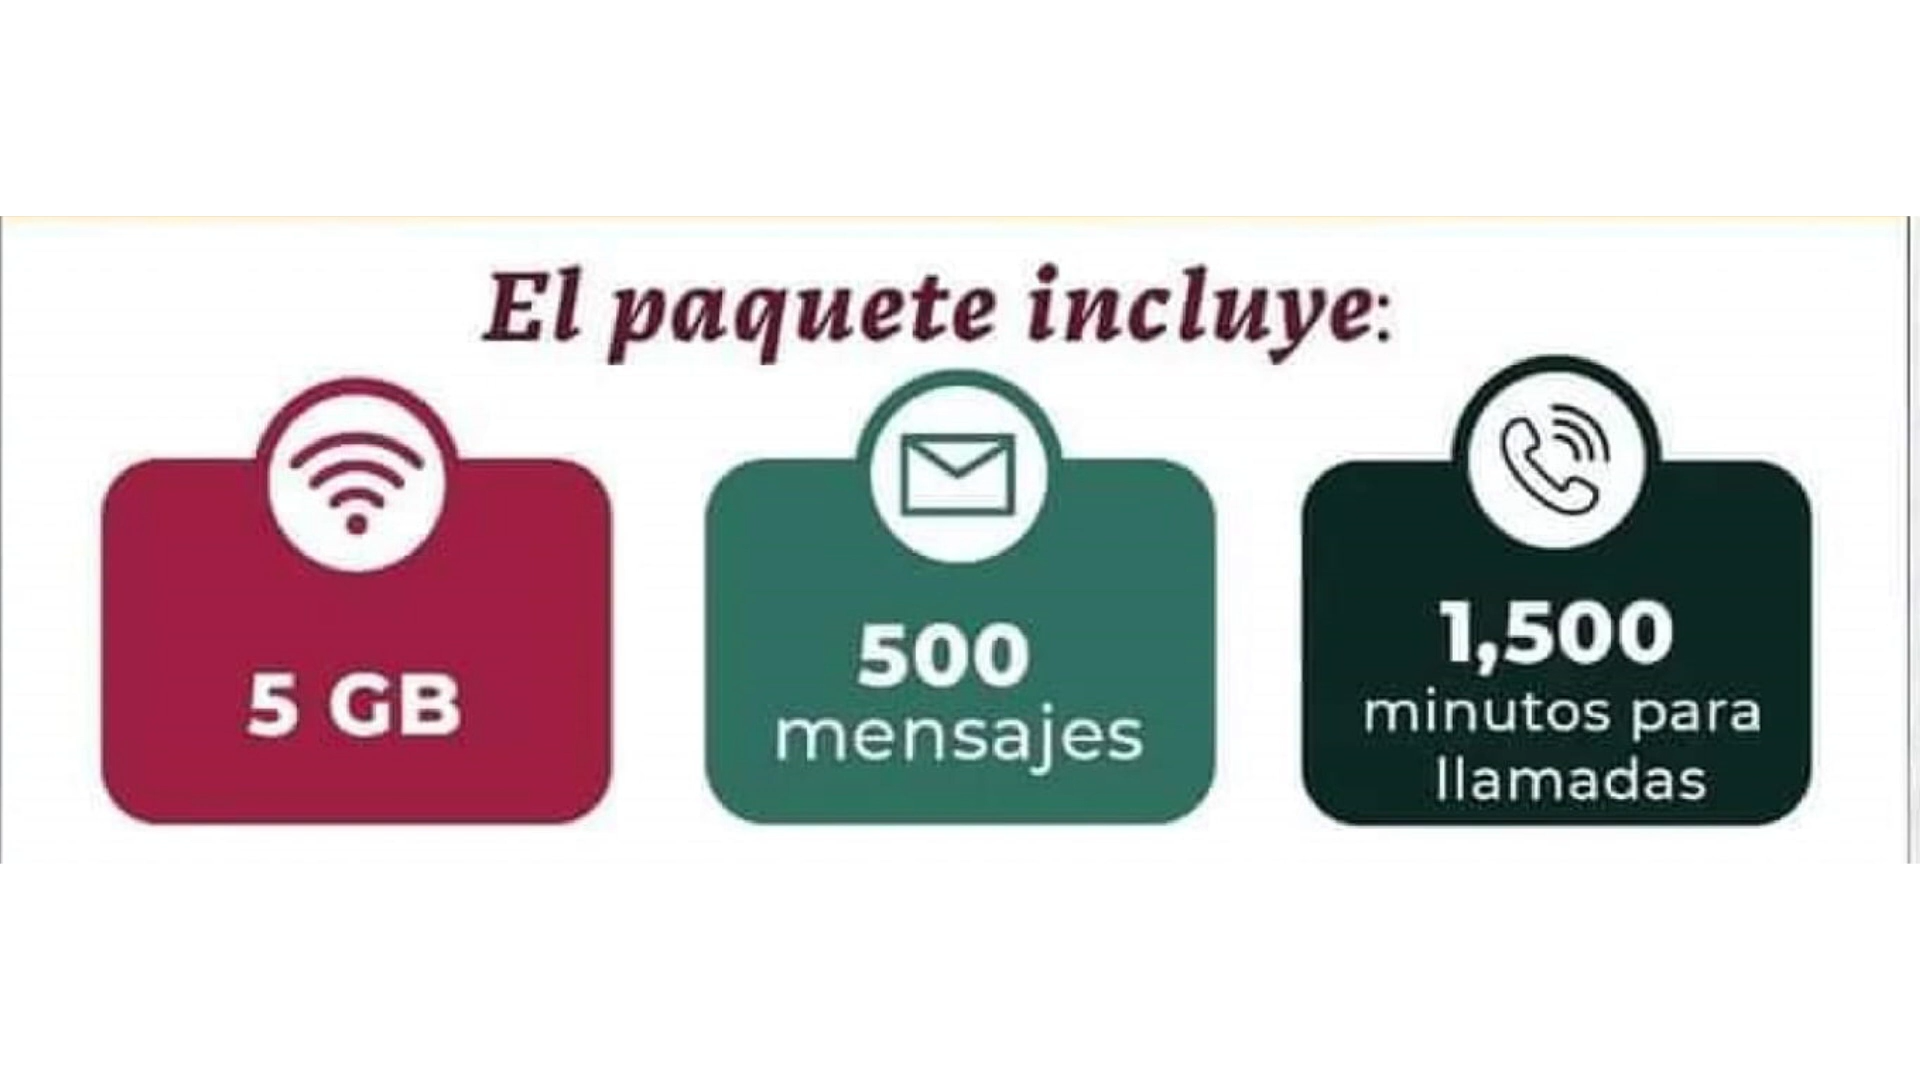 El paquete incluye:
5 GB
500
mensajes
1,500
minutos para
llamadas